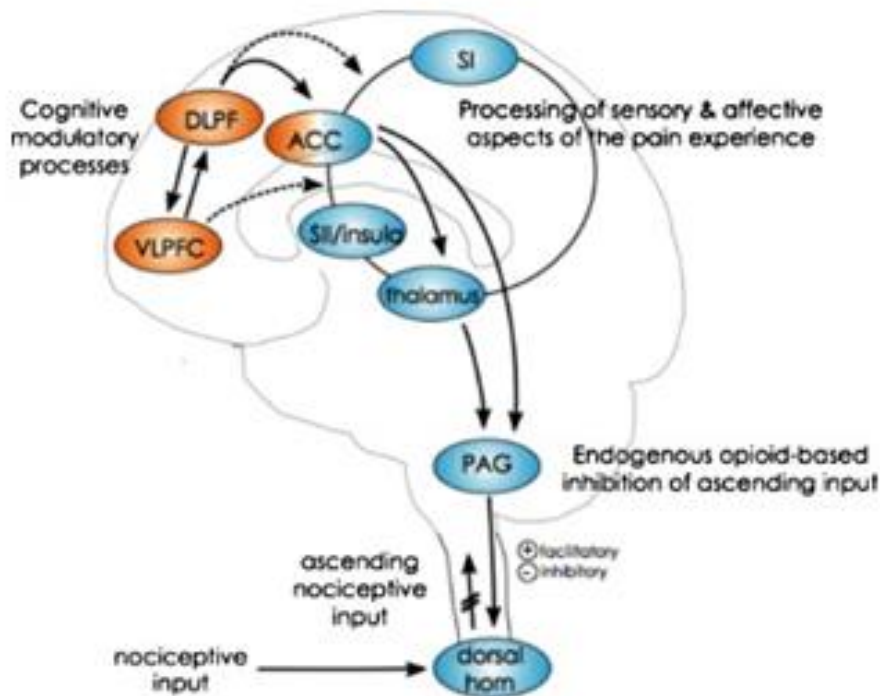 SI
Cognitive
modulatory
processes
DLPF
ACC
Processing of sensory & affective
aspects of the pain experience
VLPFC
SII/insula
thalamus
PAG
Endogenous opioid-based
inhibition of ascending input
ascending
nociceptive
input
+ facilitatory
- inhibitory
nociceptive
input
dorsal
horn